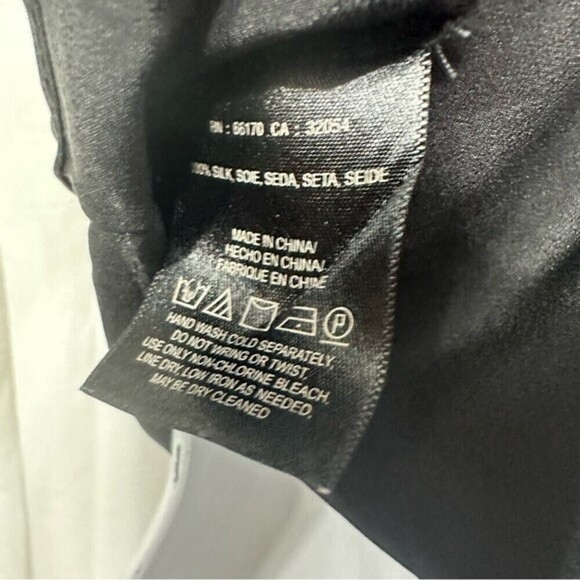 RN : 66170 CA : 32054
100% SILK, SOIE, SEDA, SETA, SEIDE
MADE IN CHINA/
HECHO EN CHINA/
FABRIQUE EN CHINE
P
HAND WASH COLD SEPARATELY,
DO NOT WRING OR TWIST.
USE ONLY NON-CHLORINE BLEACH.
LINE DRY, LOW IRON AS NEEDED,
MAY BE DRY CLEANED